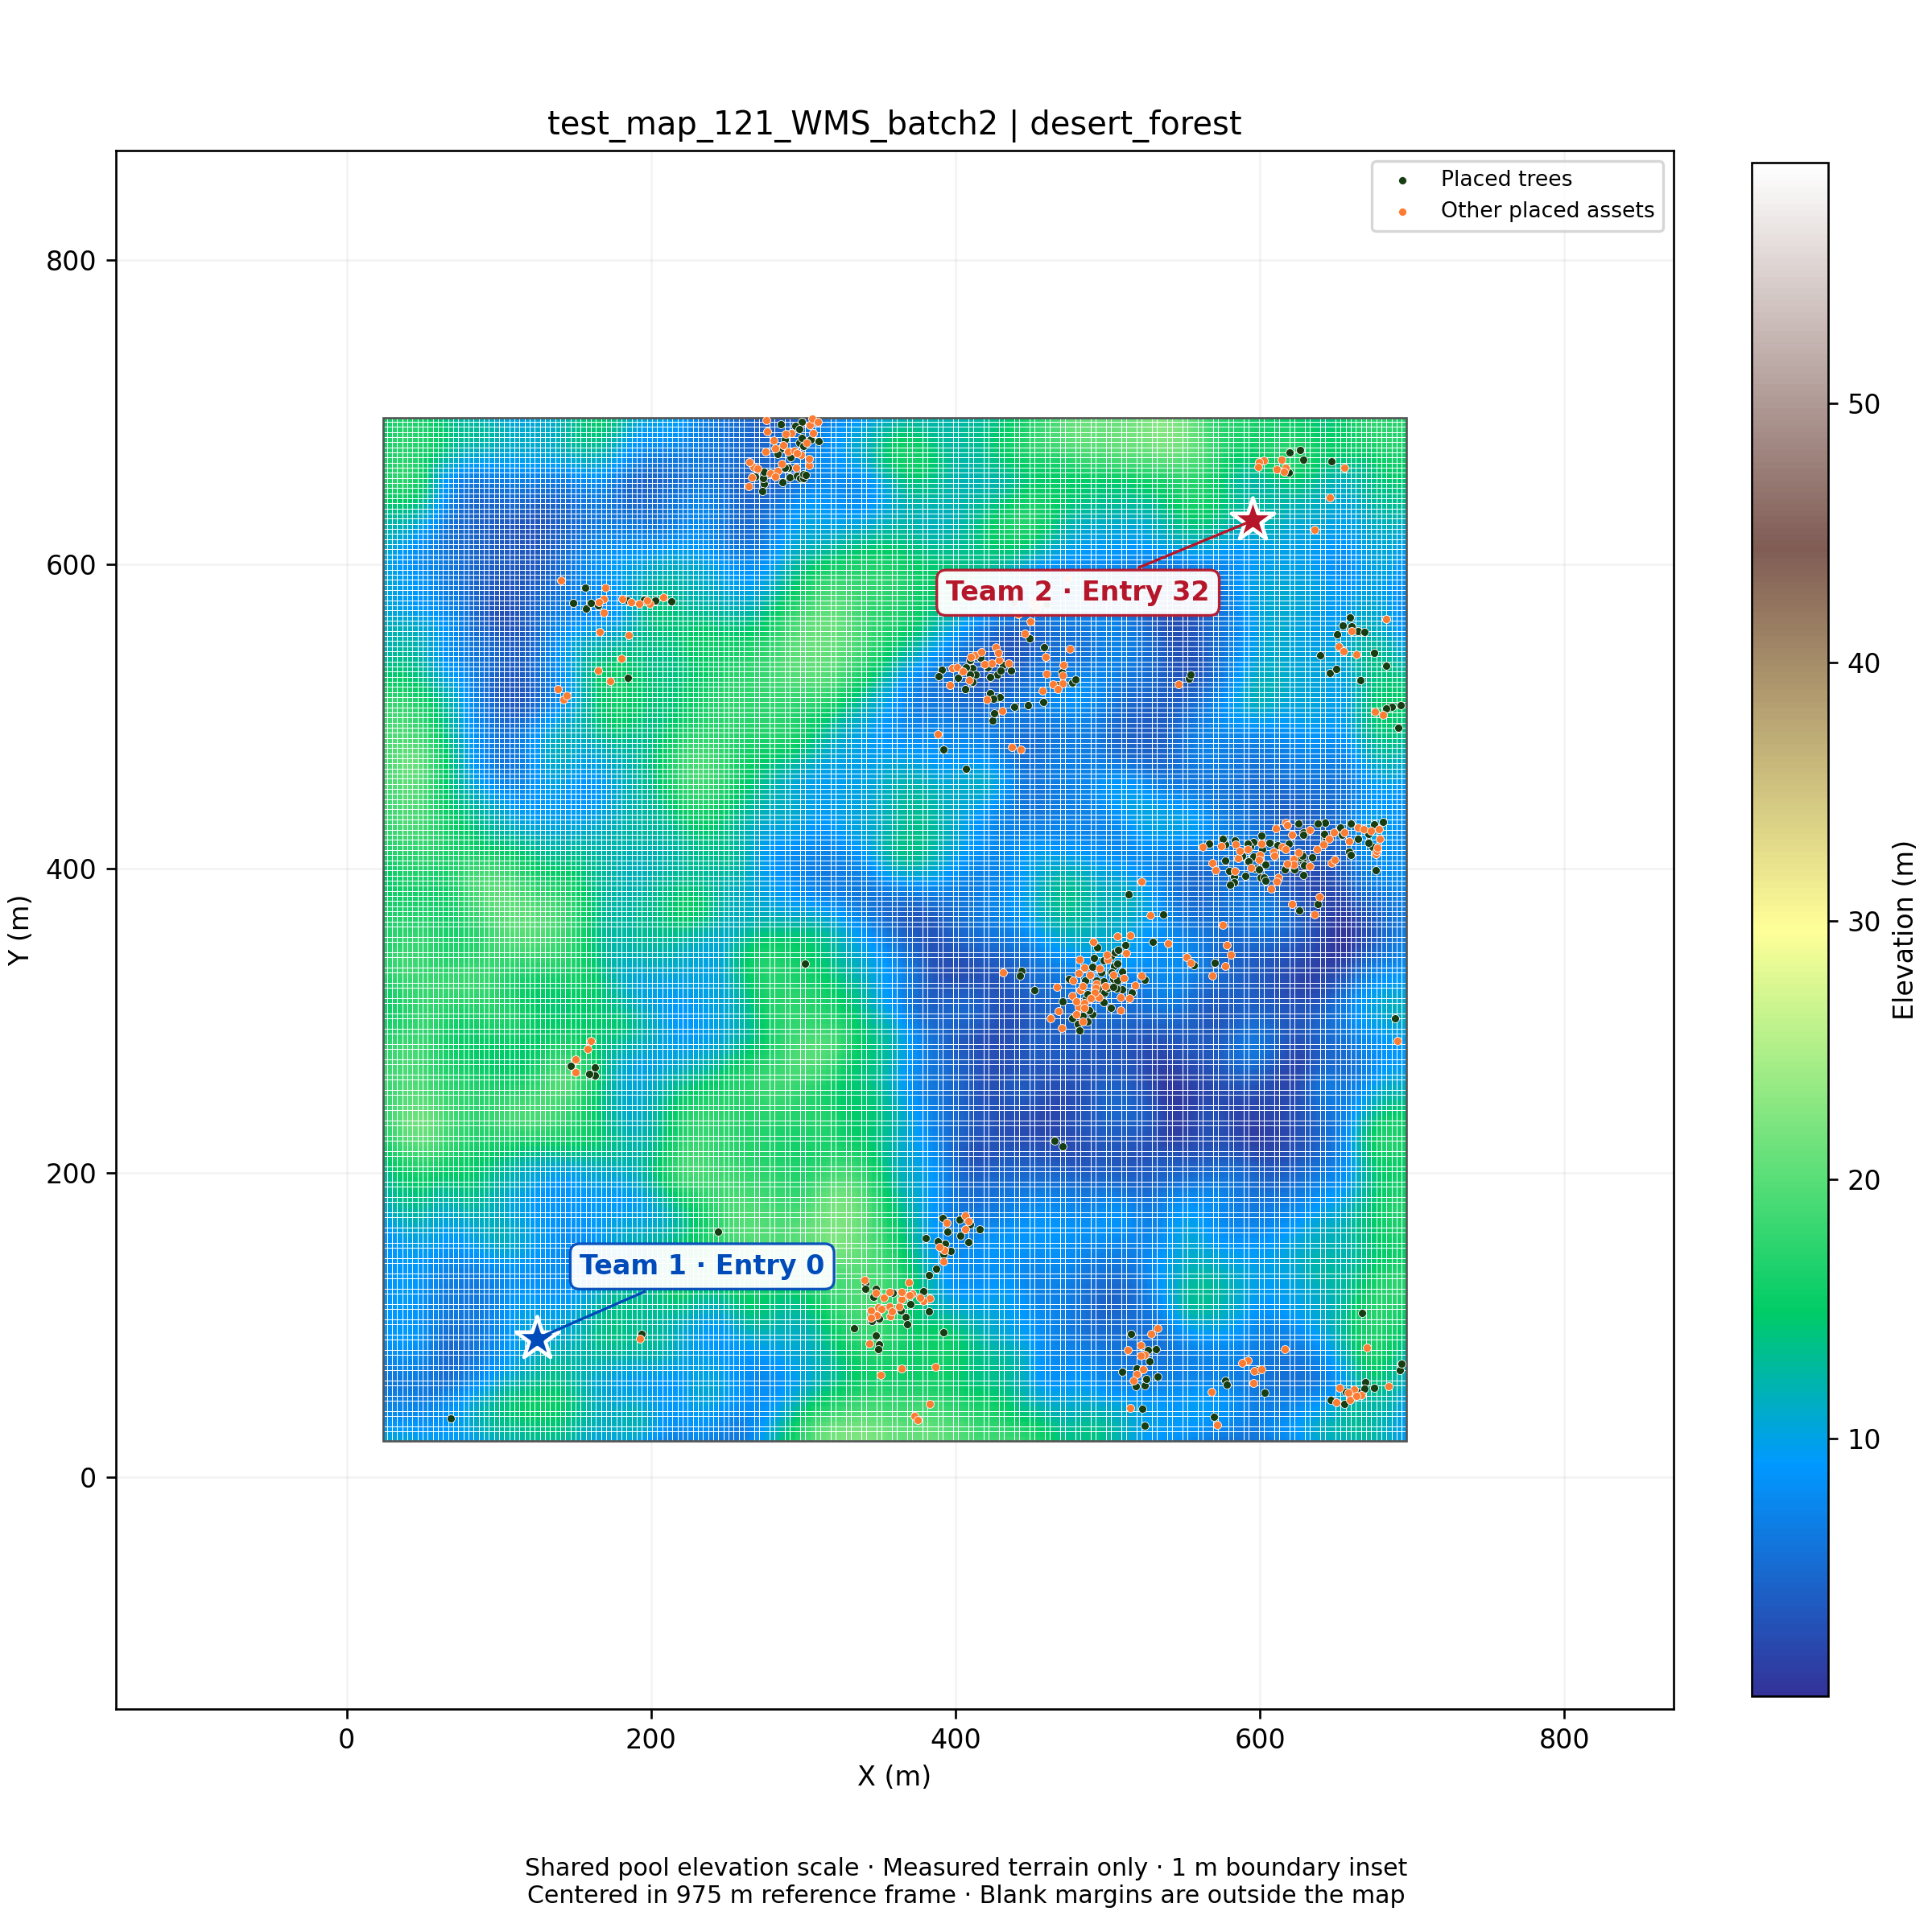 test_map_121_WMS_batch2 | desert_forest
Placed trees
Other placed assets
Team 2 · Entry 32
Team 1 · Entry 0
800
600
400
200
0
Y (m)
0
200
400
600
800
X (m)
50
40
30
20
10
Elevation (m)
Shared pool elevation scale · Measured terrain only · 1 m boundary inset
Centered in 975 m reference frame · Blank margins are outside the map